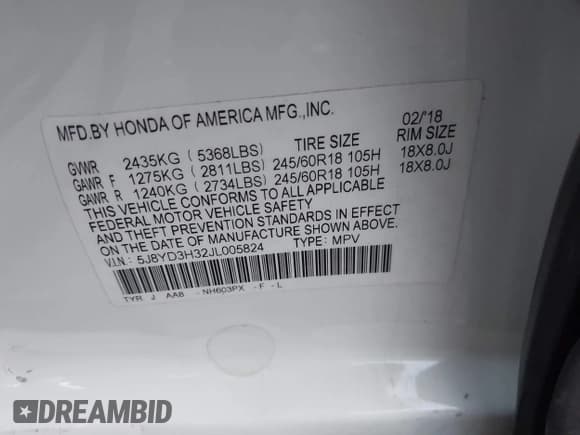 MFD.BY HONDA OF AMERICA MFG.,INC. 02/'18
TIRE SIZE RIM SIZE
GVWR 2435KG ( 5368LBS)
GAWR F 1275KG ( 2811LBS) 245/60R18 105H 18X8.0J
GAWR R 1240KG ( 2734LBS) 245/60R18 105H 18X8.0J
THIS VEHICLE CONFORMS TO ALL APPLICABLE
FEDERAL MOTOR VEHICLE SAFETY
AND THEFT PREVENTION STANDARDS IN EFFECT
ON THE DATE OF MANUFACTURE SHOWN ABOVE.
V.I.N.: 5J8YD3H32JL005824 TYPE: MPV
TYR J AA8 - NH603PX - F - L
DREAMBID